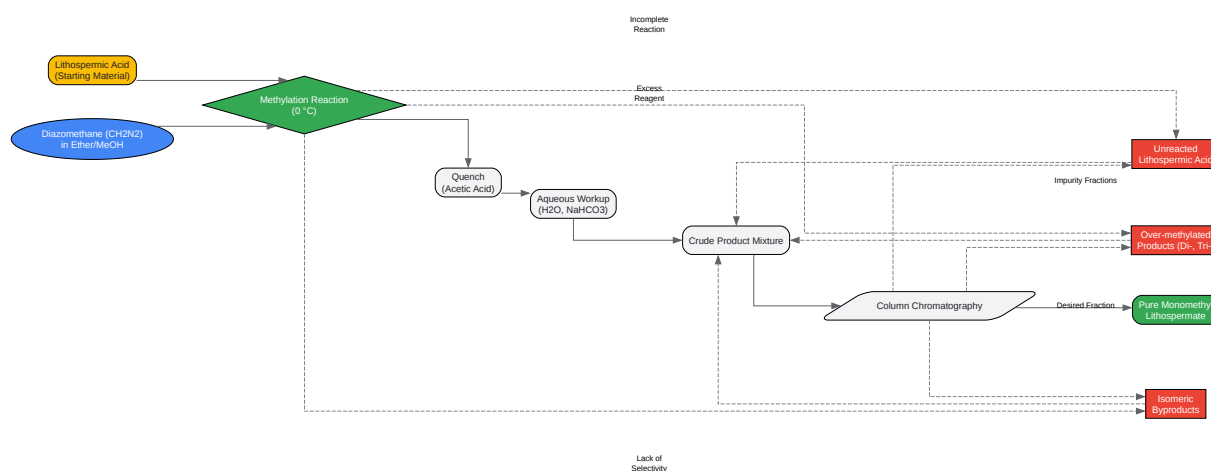 Incomplete
Reaction
Lithospermic Acid
(Starting Material)
Excess
Reagent
Methylation Reaction
(0 °C)
Diazomethane (CH2N2)
in Ether/MeOH
Unreacted
Lithospermic Acid
Quench
(Acetic Acid)
Impurity Fractions
Aqueous Workup
(H2O, NaHCO3)
Crude Product Mixture
Over-methylated
Products (Di-, Tri-
Column Chromatography
Desired Fraction
Pure Monomethy
Lithospermate
Isomeric
Byproducts
Lack of
Selectivity